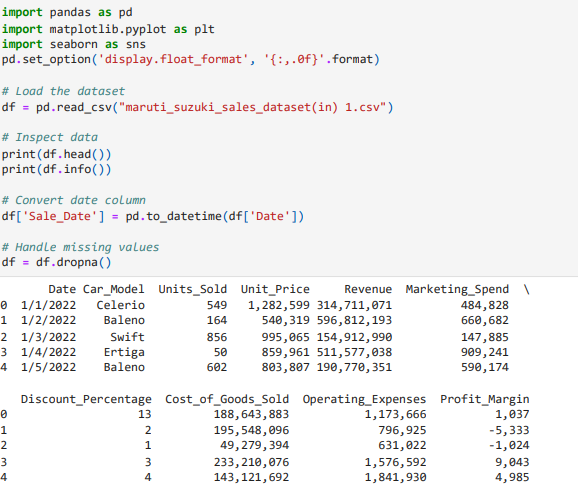 import pandas as pd
import matplotlib.pyplot as plt
import seaborn as sns
pd.set_option('display.float_format', '{:,.0f}'.format)
# Load the dataset
df = pd.read_csv("maruti_suzuki_sales_dataset(in) 1.csv")
# Inspect data
print(df.head())
print(df.info())
# Convert date column
df['Sale_Date'] = pd.to_datetime(df['Date'])
# Handle missing values
df = df.dropna()
Date Car_Model Units_Sold Unit_Price Revenue Marketing_Spend \
0 1/1/2022 Celerio 549 1,282,599 314,711,071 484,828
1 1/2/2022 Baleno 164 540,319 596,812,193 660,682
2 1/3/2022 Swift 856 995,065 154,912,990 147,885
3 1/4/2022 Ertiga 50 859,961 511,577,038 909,241
4 1/5/2022 Baleno 602 803,807 190,770,351 590,174
Discount_Percentage Cost_of_Goods_Sold Operating_Expenses Profit_Margin
0 13 188,643,883 1,173,666 1,037
1 2 195,548,096 796,925 -5,333
2 1 49,279,394 631,022 -1,024
3 3 233,210,076 1,576,592 9,043
4 4 143,121,692 1,841,930 4,985